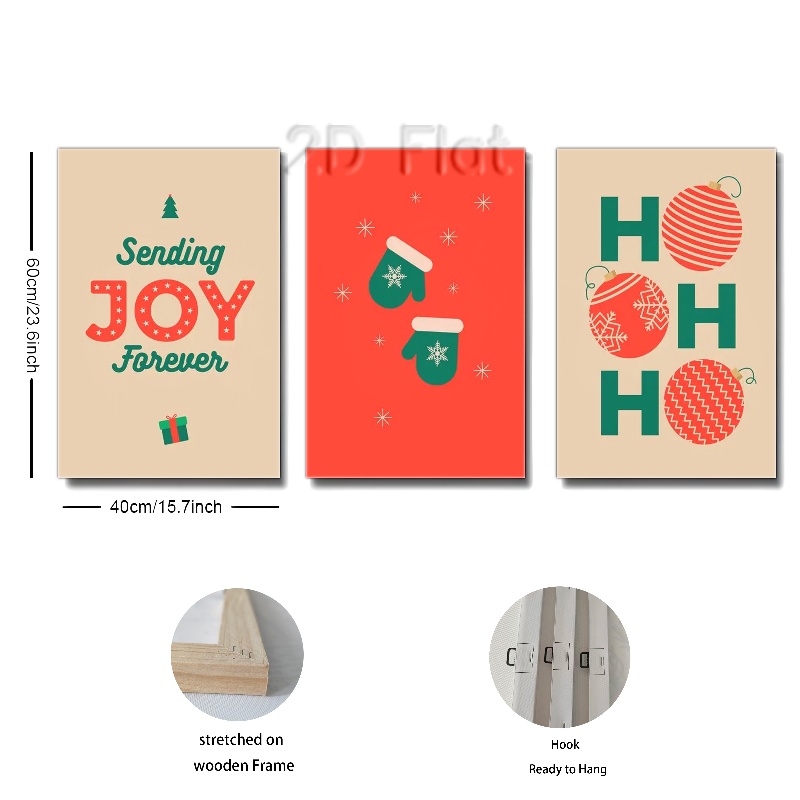 2D Flat
Sending
JOY
Forever
HO
HO
HO
60cm/23.6inch
40cm/15.7inch
stretched on
wooden Frame
Hook
Ready to Hang